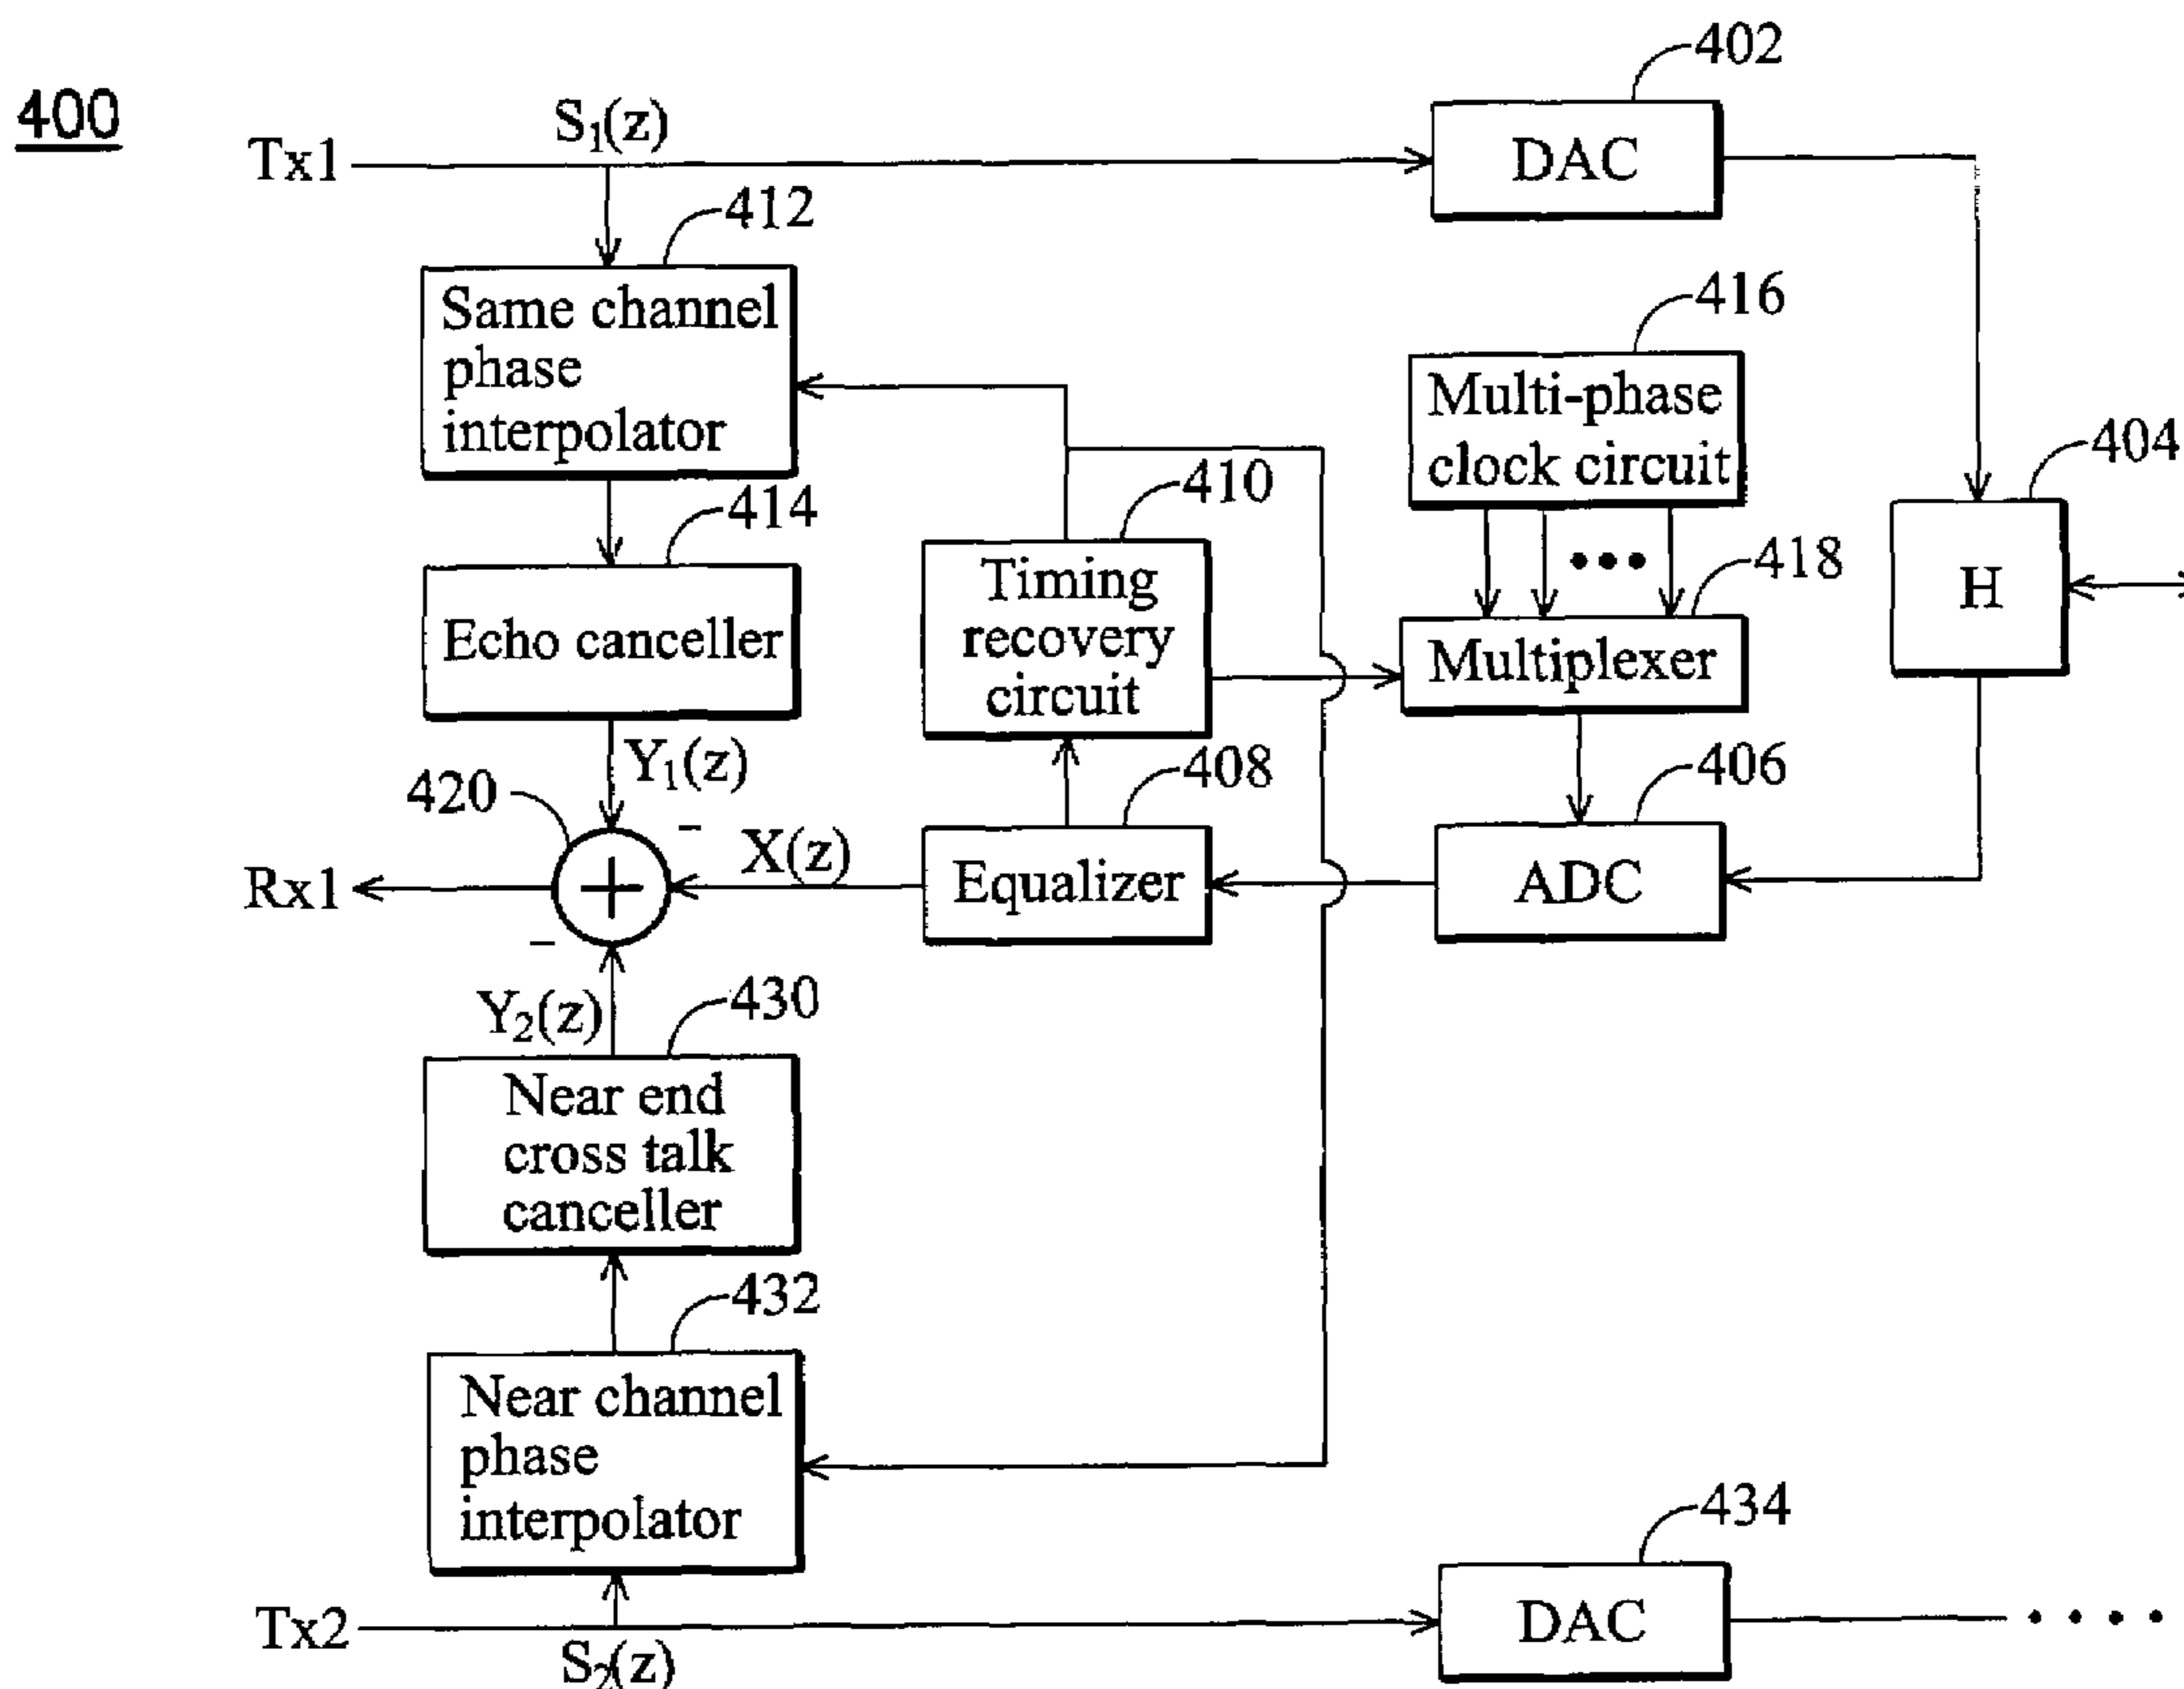 400
402
S₁(z)
Tx1
DAC
412
Same channel
phase
interpolator
416
Multi-phase
clock circuit
404
H
410
Timing
recovery
circuit
414
Echo canceller
418
Multiplexer
Y₁(z)
408
406
420
X(z)
Rx1
+
-
-
Equalizer
ADC
Y₂(z)
430
Near end
cross talk
canceller
432
Near channel
phase
interpolator
434
Tx2
S₂(z)
DAC